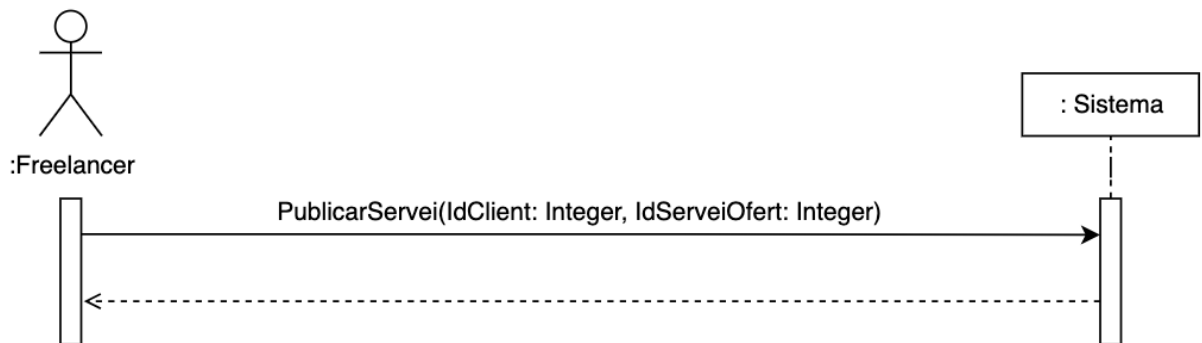 : Sistema
:Freelancer
PublicarServei(IdClient: Integer, IdServeiOfert: Integer)